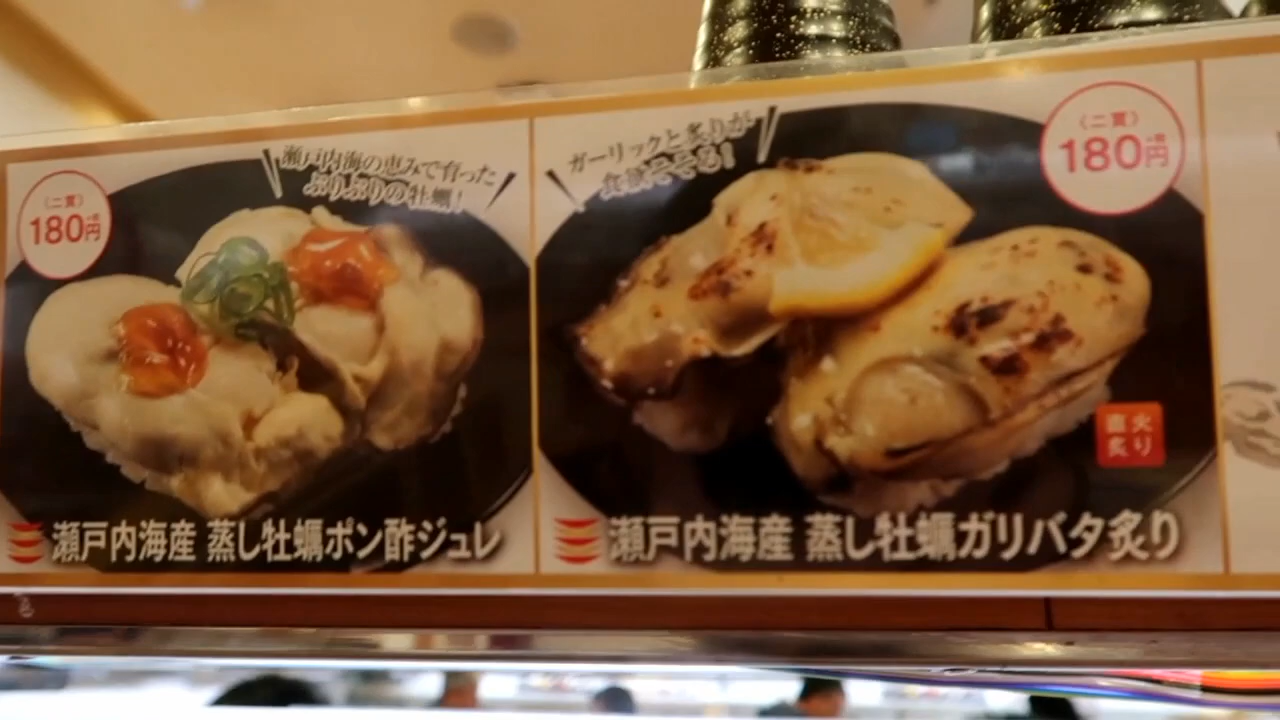 〈二貫〉
180円
+税
瀬戸内海の恵みで育った
ぷりぷりの牡蠣！
瀬戸内海産 蒸し牡蠣ポン酢ジュレ
ガーリックと炙りが
食欲そそる！
〈二貫〉
180円
+税
直火
炙り
瀬戸内海産 蒸し牡蠣ガリバタ炙り